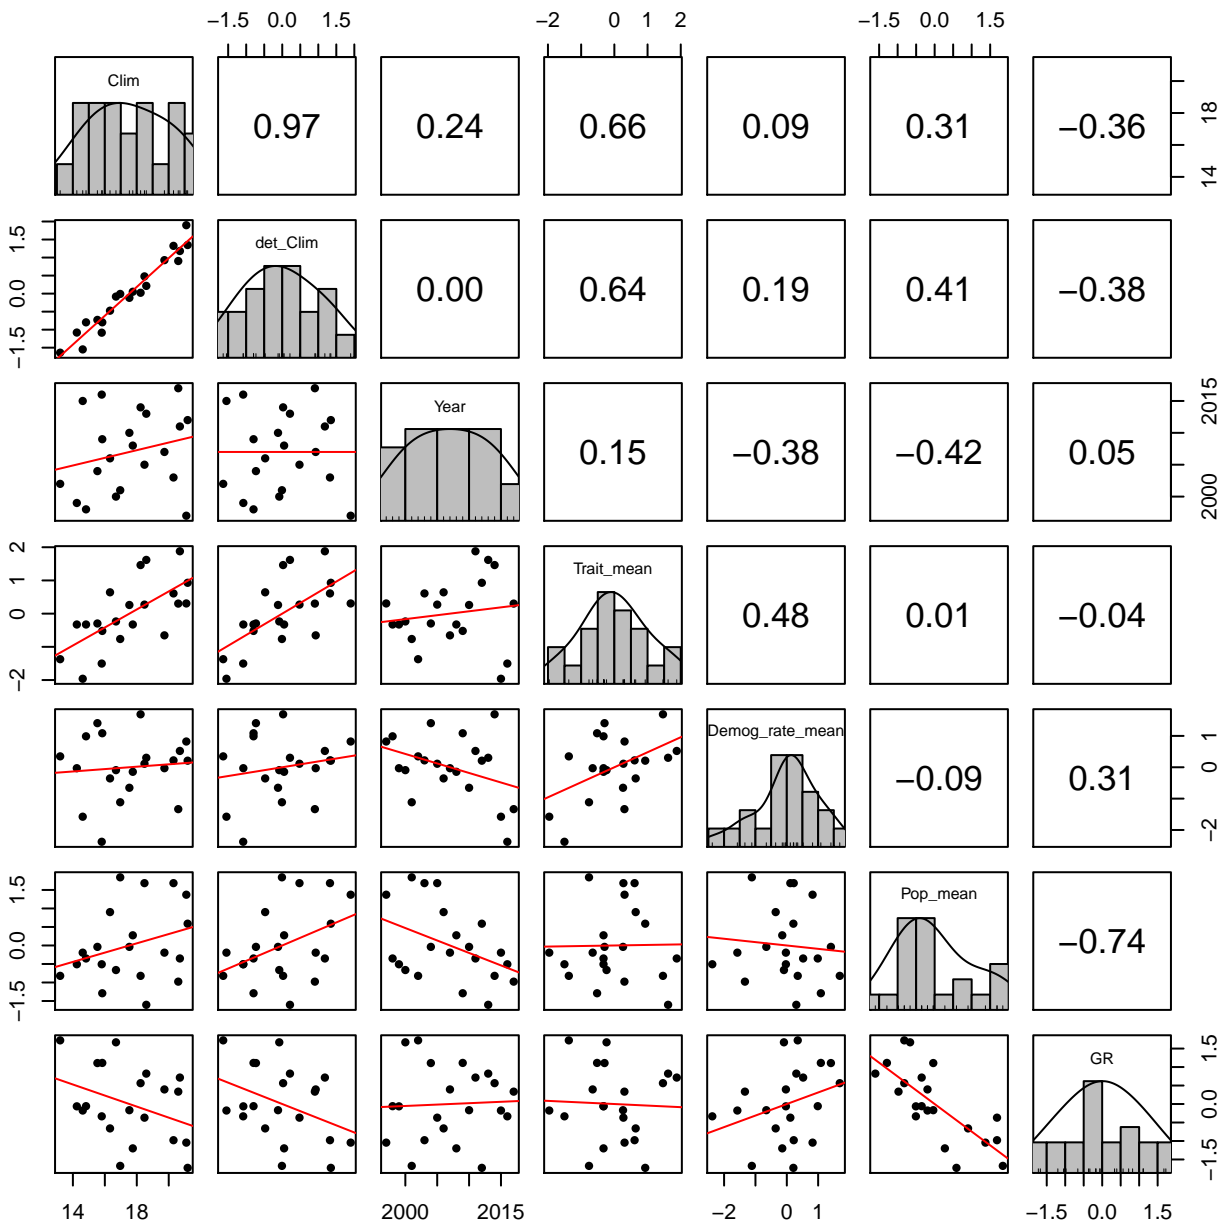 −1.5 0.0 1.5 −2 0 1 2 −1.5 0.0 1.5
Clim
0.97 0.24 0.66 0.09 0.31 −0.36
14 18
−1.5 0.0 1.5
det_Clim
0.00 0.64 0.19 0.41 −0.38
Year
0.15 −0.38 −0.42 0.05
2000 2015
−2 0 1 2
Trait_mean
0.48 0.01 −0.04
Demog_rate_mean
−0.09 0.31
−2 0 1
−1.5 0.0 1.5
Pop_mean
−0.74
GR
−1.5 0.0 1.5
14 18 2000 2015 −2 0 1 −1.5 0.0 1.5